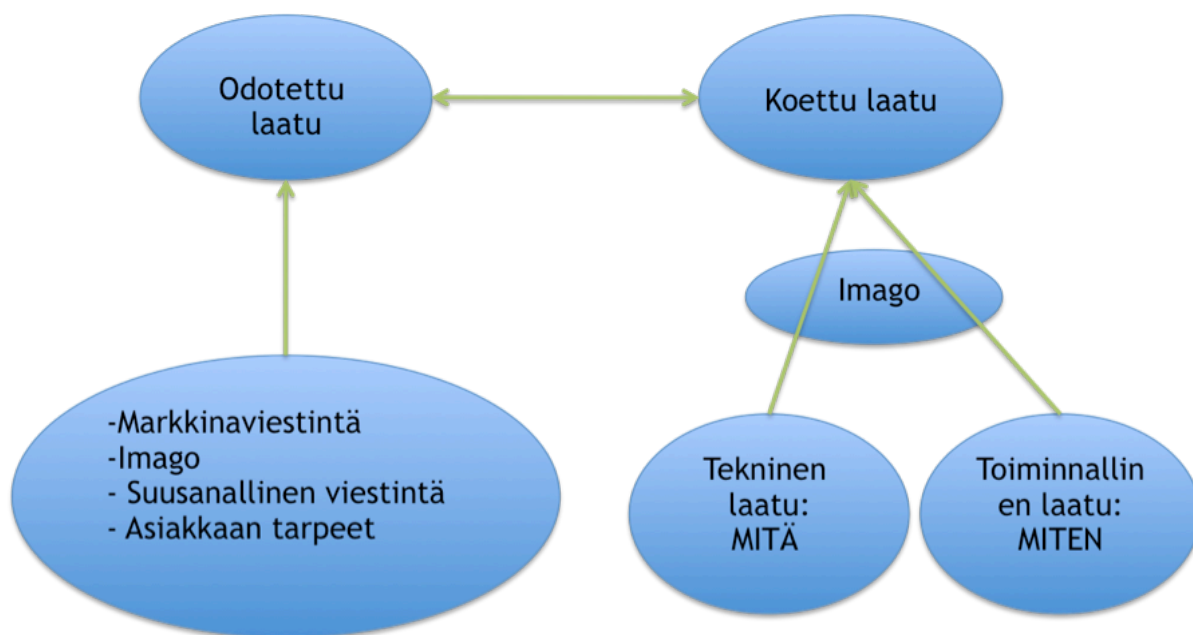 Odotettu
laatu
Koettu laatu
Imago
-Markkinaviestintä
-Imago
- Suusanallinen viestintä
- Asiakkaan tarpeet
Tekninen
laatu:
MITÄ
Toiminnallin
en laatu:
MITEN